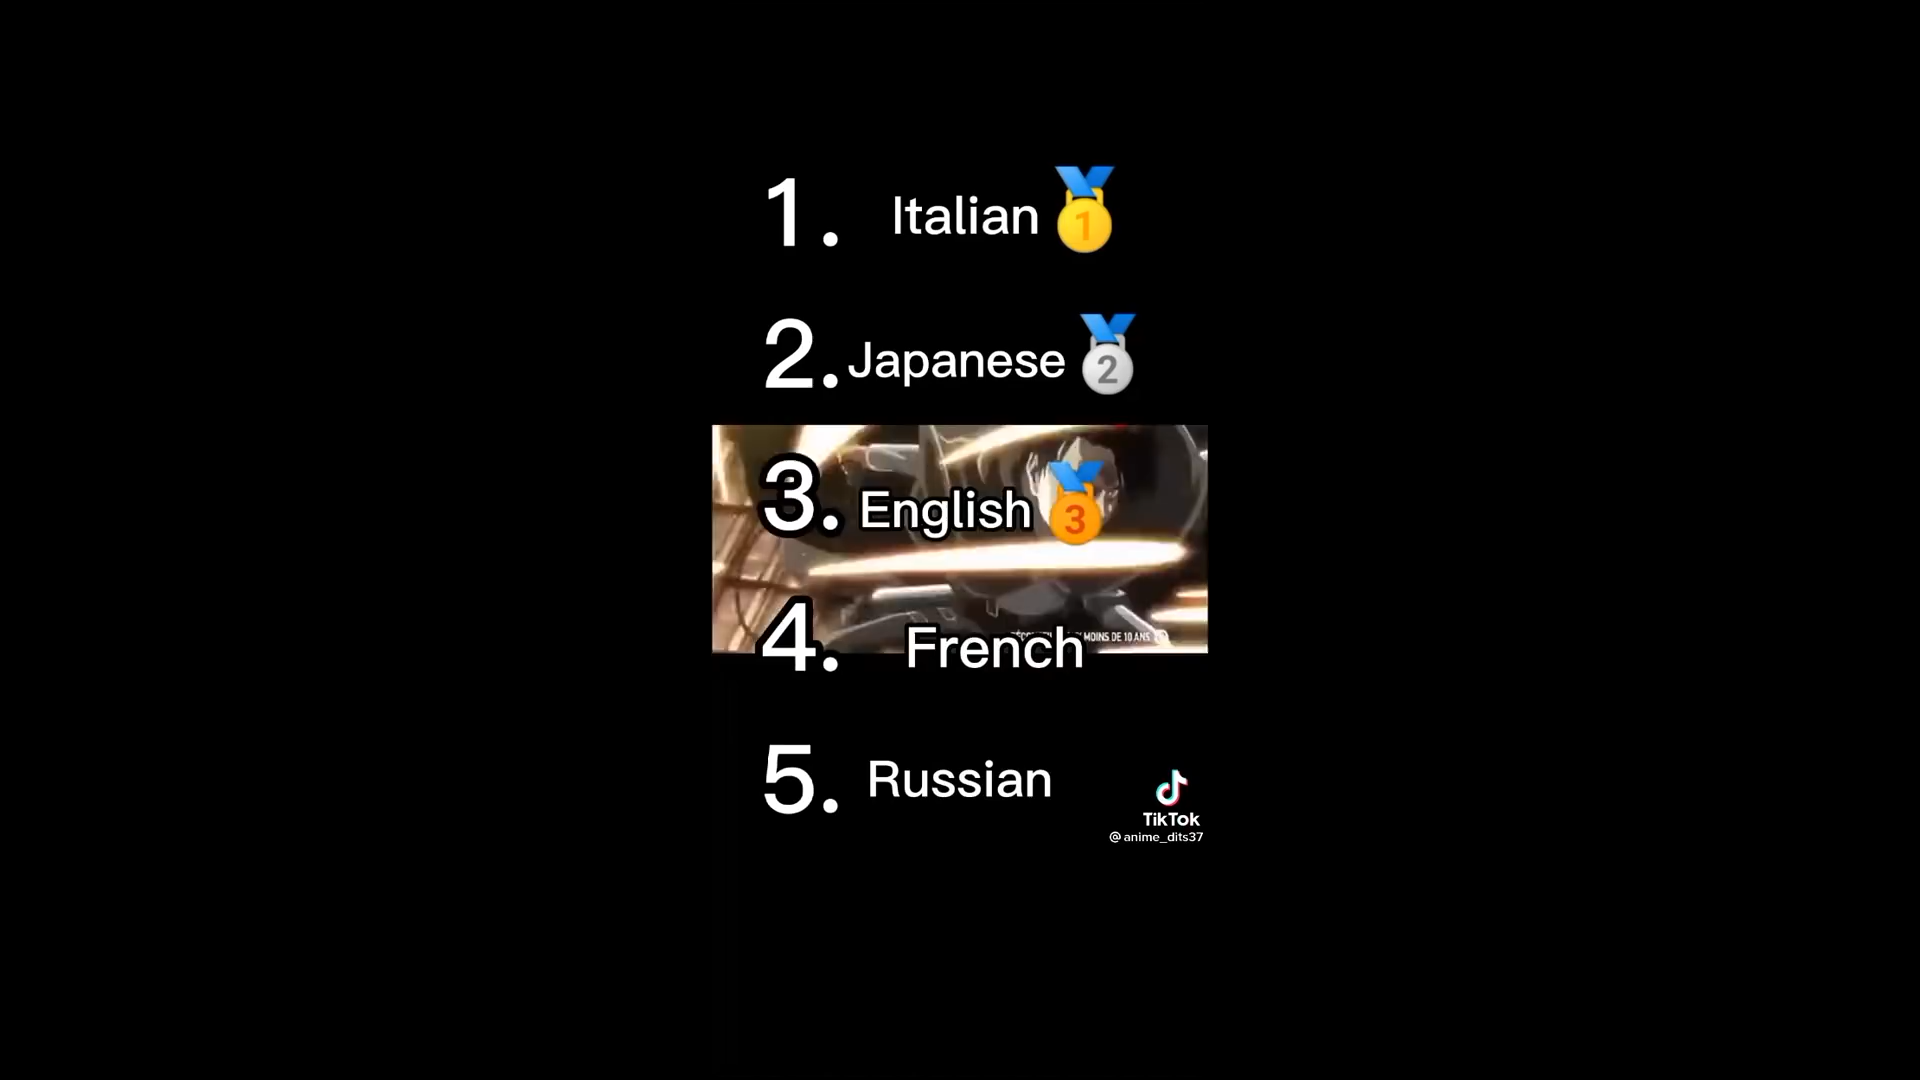 1. Italian 🥇
2. Japanese 🥈
3. English 🥉
MOINS DE 10 ANS
4. French
5. Russian
TikTok
@anime_dits37